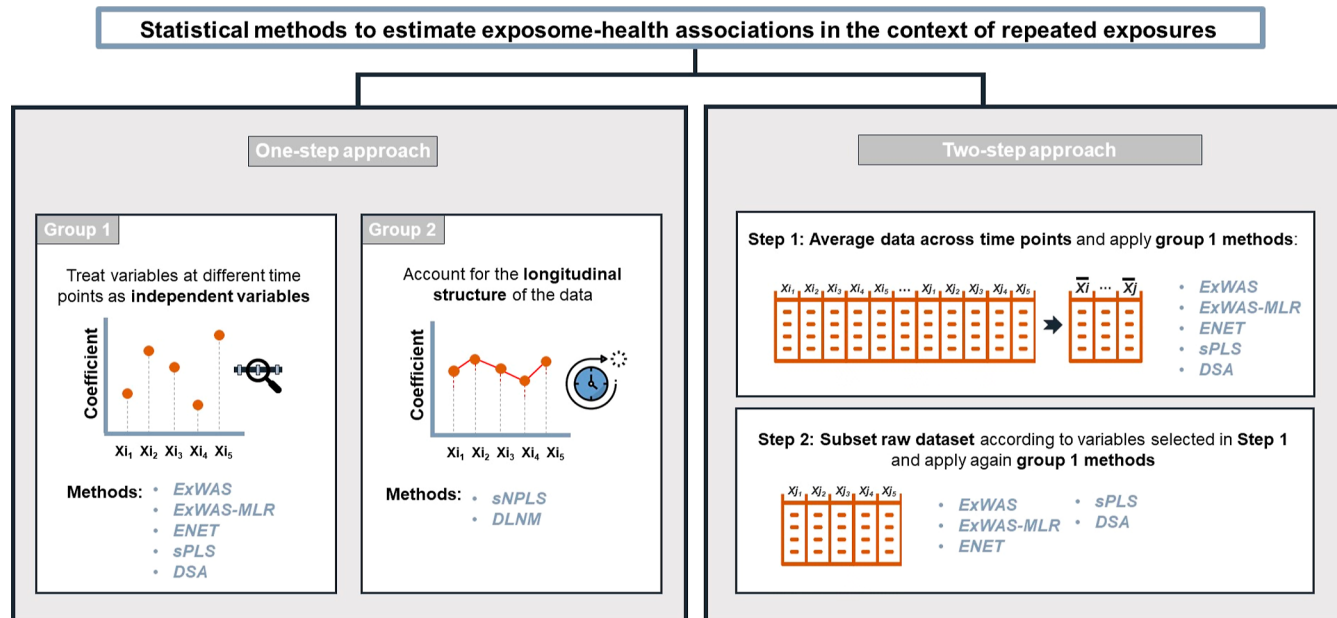 Statistical methods to estimate exposome-health associations in the context of repeated exposures
One-step approach
Group 1
Treat variables at different time
points as independent variables
Coefficient
Xi₁ Xi₂ Xi₃ Xi₄ Xi₅
Methods:
• ExWAS
• ExWAS-MLR
• ENET
• sPLS
• DSA
Group 2
Account for the longitudinal
structure of the data
Coefficient
Xi₁ Xi₂ Xi₃ Xi₄ Xi₅
Methods:
• sNPLS
• DLNM
Two-step approach
Step 1: Average data across time points and apply group 1 methods:
Xi₁ Xi₂ Xi₃ Xi₄ Xi₅ ... Xj₁ Xj₂ Xj₃ Xj₄ Xj₅
X̅i ... X̅j
• ExWAS
• ExWAS-MLR
• ENET
• sPLS
• DSA
Step 2: Subset raw dataset according to variables selected in Step 1
and apply again group 1 methods
Xj₁ Xj₂ Xj₃ Xj₄ Xj₅
• ExWAS
• ExWAS-MLR
• ENET
• sPLS
• DSA